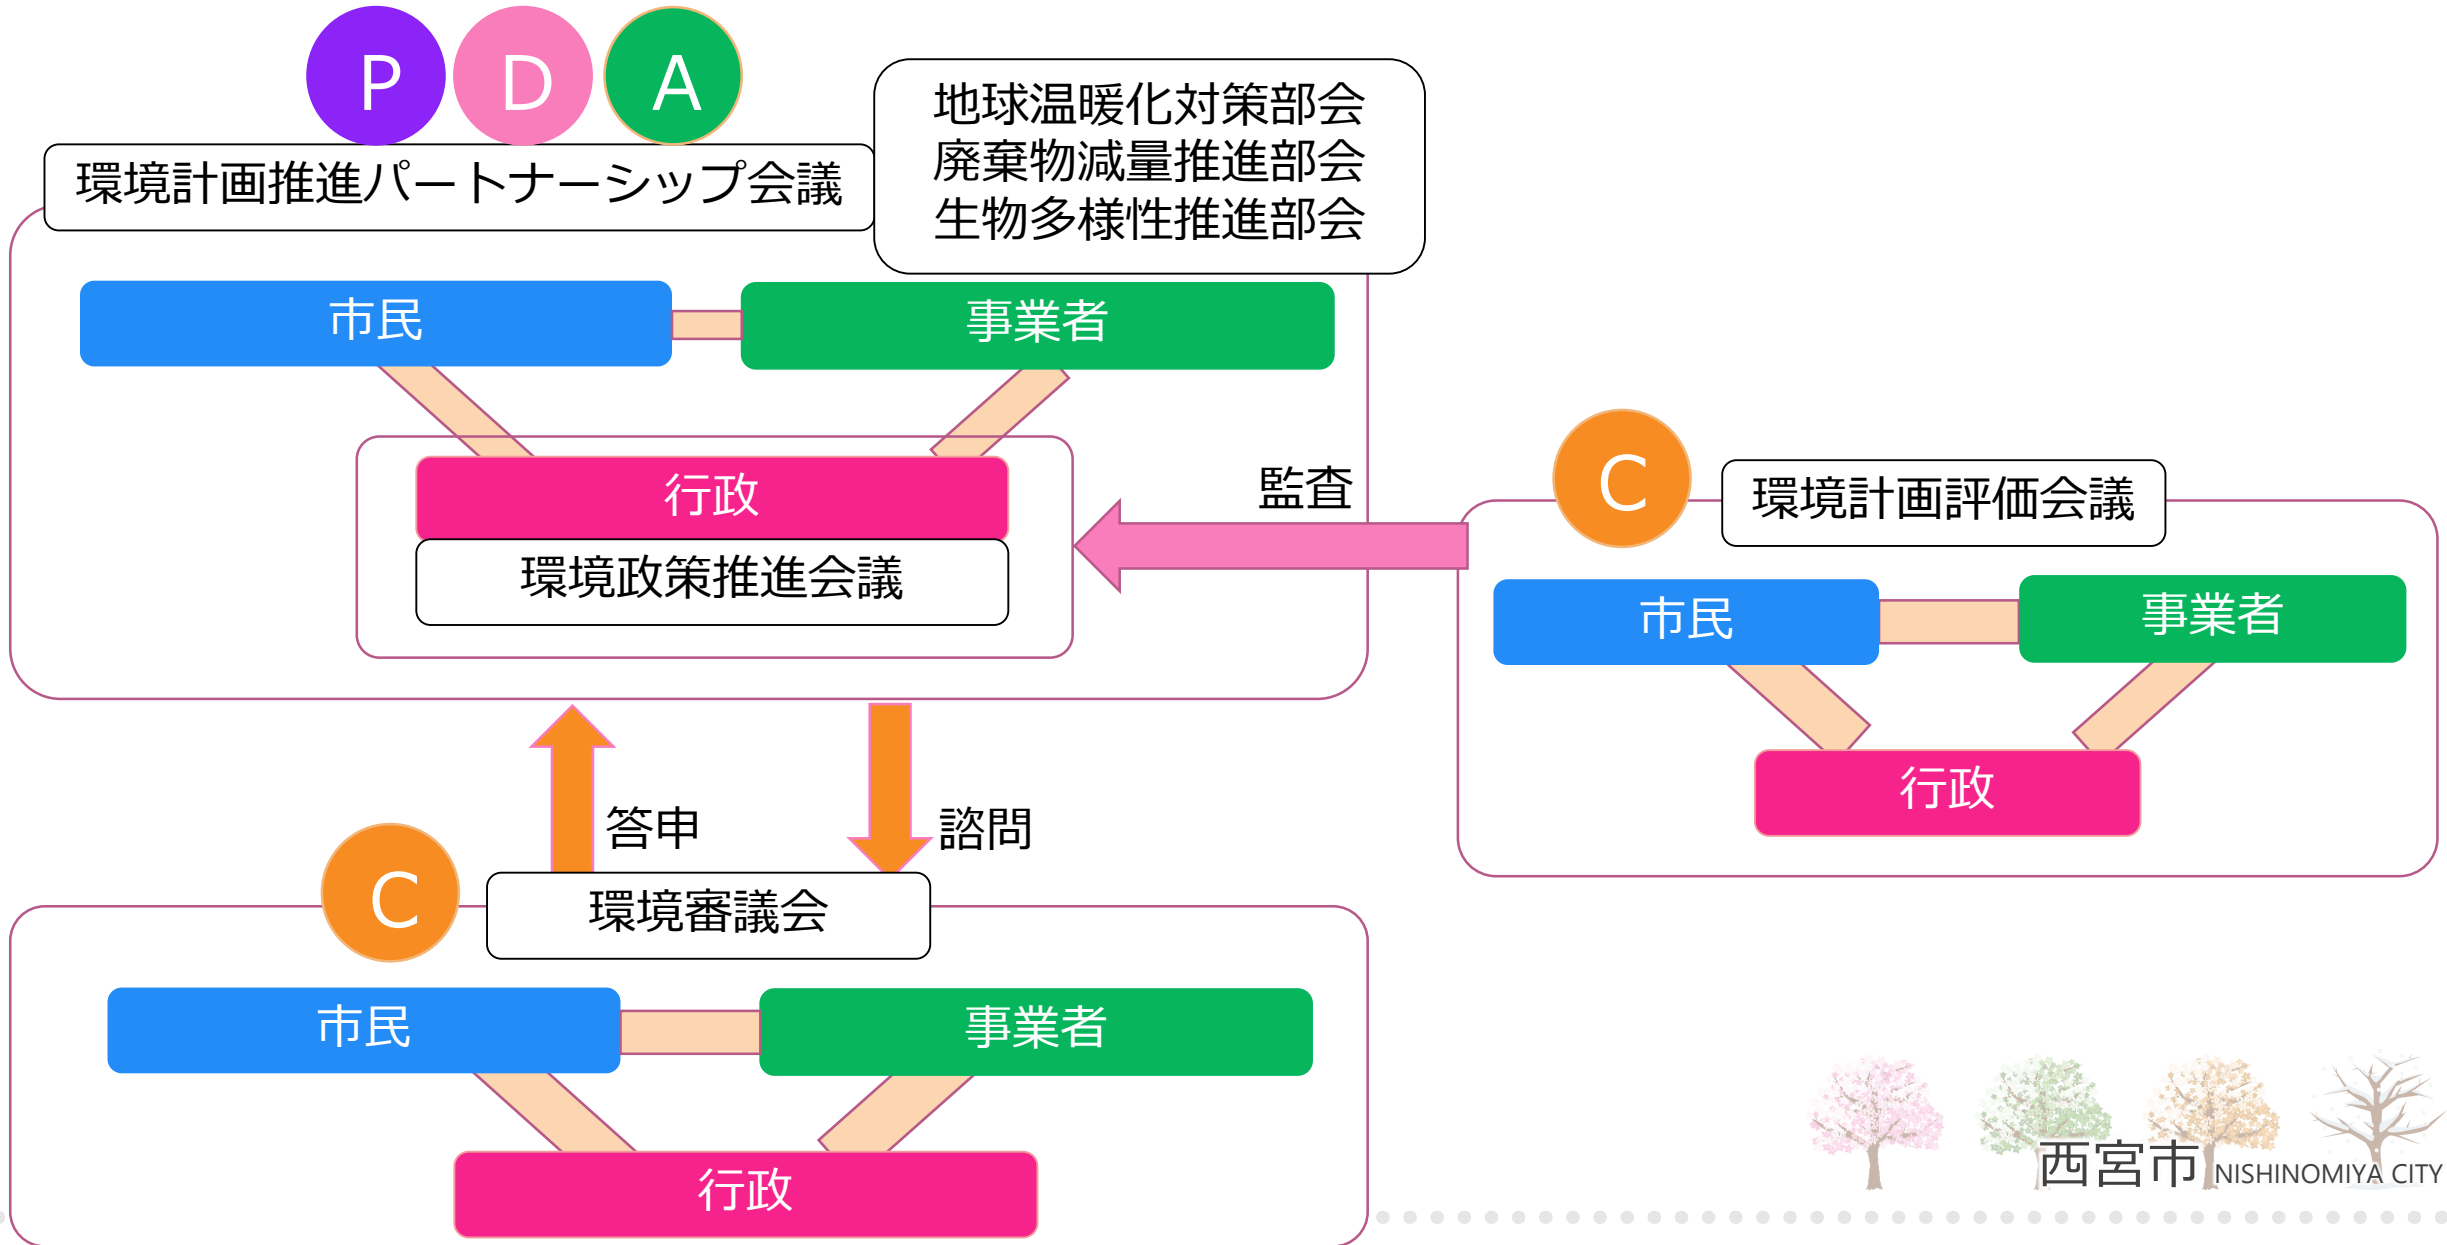 P D A
環境計画推進パートナーシップ会議
地球温暖化対策部会
廃棄物減量推進部会
生物多様性推進部会
市民
事業者
行政
環境政策推進会議
監査
C
環境計画評価会議
市民
事業者
行政
答申
諮問
C
環境審議会
市民
事業者
行政
西宮市 NISHINOMIYA CITY